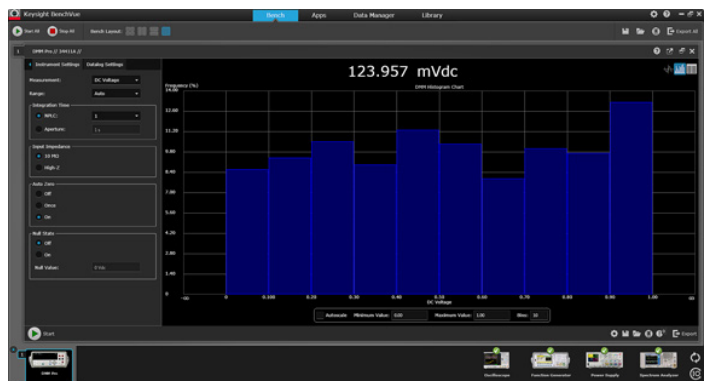 Keysight BenchVue
Bench Apps Data Manager Library
Start All Stop All Bench Layout: Export All
1 DMM Pro // 34411A //
Instrument Settings Datalog Settings
123.957 mVdc
DMM Histogram Chart
Measurement: DC Voltage
Range: Auto
Integration Time
NPLC: 1
Aperture: 1 s
Input Impedance
10 MΩ
High-Z
Auto Zero
Off
Once
On
Null State
Off
On
Null Value:
Frequency (%)
14.00
12.60
11.20
9.80
8.40
7.00
5.60
4.20
2.80
1.40
0
-∞ 0 0.100 0.20 0.30 0.40 0.50 0.60 0.70 0.80 0.90 1.00 ∞
DC Voltage
Autoscale Minimum Value: 0.00 Maximum Value: 1.00 Bins: 10
Start Export
1
DMM Pro
Oscilloscope Function Generator Power Supply Spectrum Analyzer